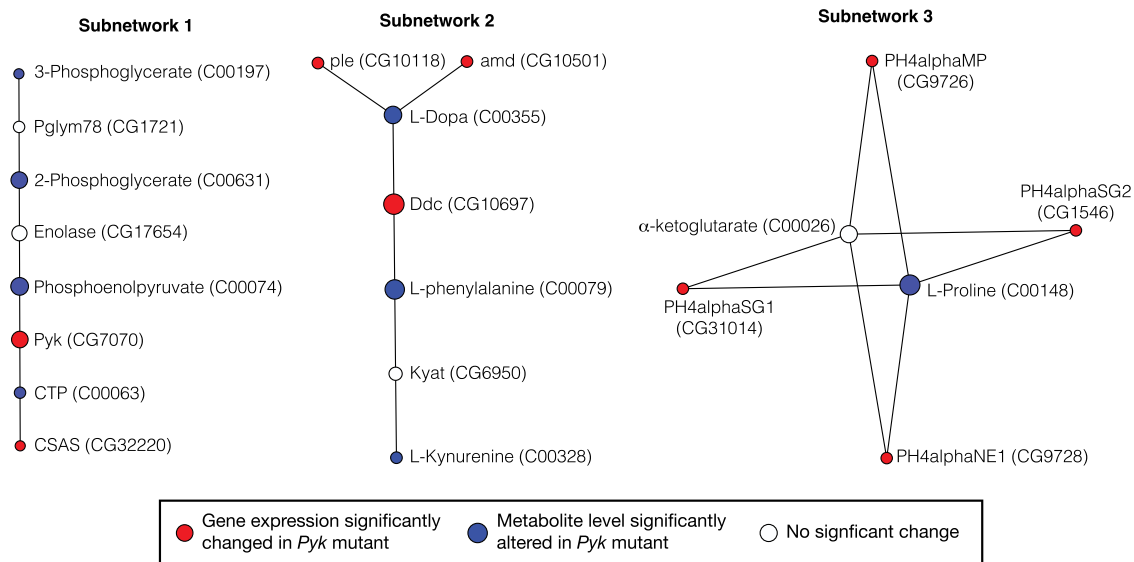 Subnetwork 1
3-Phosphoglycerate (C00197)
Pglym78 (CG1721)
2-Phosphoglycerate (C00631)
Enolase (CG17654)
Phosphoenolpyruvate (C00074)
Pyk (CG7070)
CTP (C00063)
CSAS (CG32220)
Subnetwork 2
ple (CG10118)
amd (CG10501)
L-Dopa (C00355)
Ddc (CG10697)
L-phenylalanine (C00079)
Kyat (CG6950)
L-Kynurenine (C00328)
Subnetwork 3
PH4alphaMP
(CG9726)
PH4alphaSG2
(CG1546)
α-ketoglutarate (C00026)
L-Proline (C00148)
PH4alphaSG1
(CG31014)
PH4alphaNE1 (CG9728)
Gene expression significantly
changed in Pyk mutant
Metabolite level significantly
altered in Pyk mutant
No signficant change